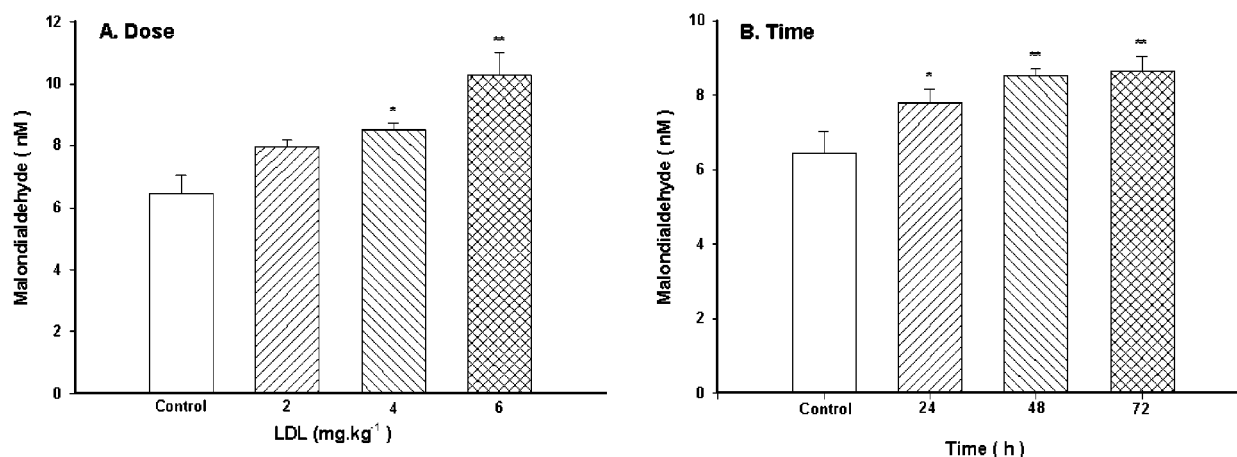 A. Dose
Malondialdehyde ( nM )
12
10
8
6
4
2
0
*
**
Control 2 4 6
LDL (mg.kg⁻¹)
B. Time
Malondialdehyde ( nM)
10
8
6
4
2
0
*
**
**
Control 24 48 72
Time ( h )